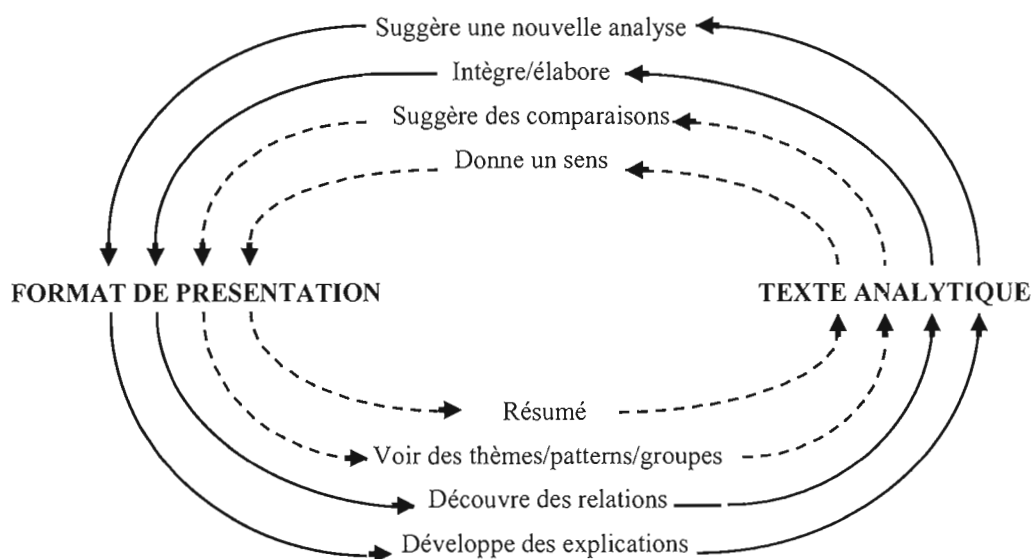 Suggère une nouvelle analyse
Intègre/élabore
Suggère des comparaisons
Donne un sens
FORMAT DE PRESENTATION
TEXTE ANALYTIQUE
Résumé
Voir des thèmes/patterns/groupes
Découvre des relations
Développe des explications